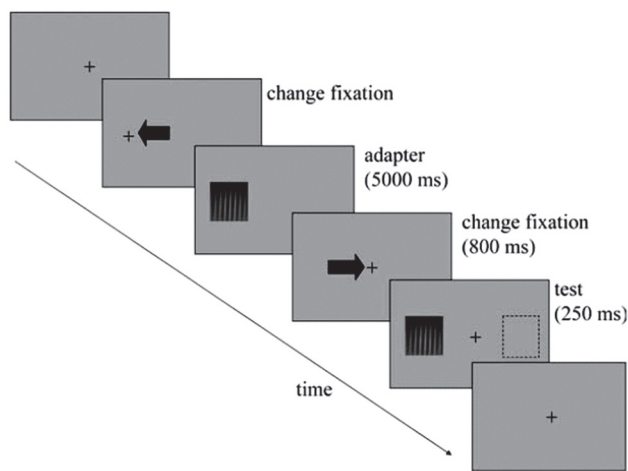 change fixation
adapter
(5000 ms)
change fixation
(800 ms)
test
(250 ms)
time